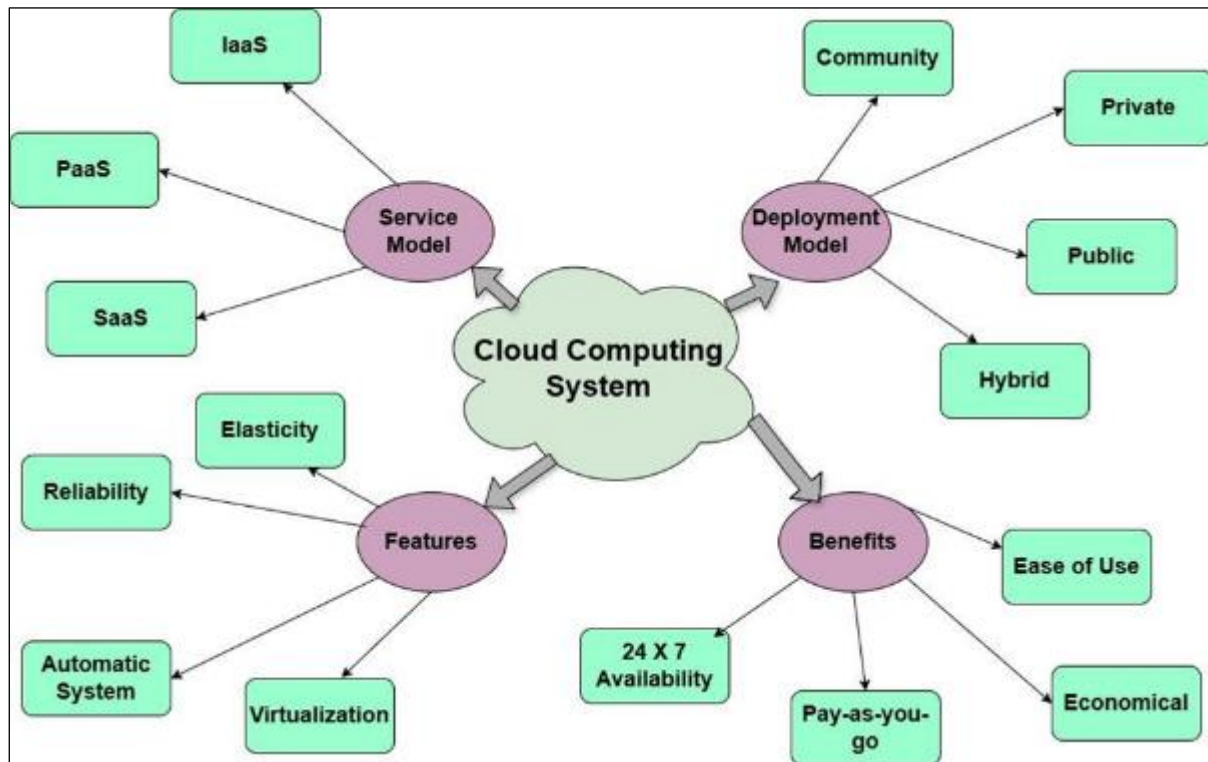 IaaS
PaaS
Service
Model
SaaS
Community
Private
Deployment
Model
Public
Hybrid
Cloud Computing
System
Elasticity
Reliability
Features
Automatic
System
Virtualization
Benefits
Ease of Use
24 X 7
Availability
Pay-as-you-
go
Economical